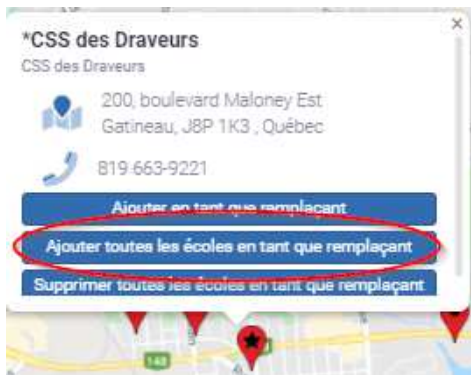 *CSS des Draveurs
CSS des Draveurs
200, boulevard Maloney Est
Gatineau, J8P 1K3 , Québec
819 663-9221
Ajouter en tant que remplaçant
Ajouter toutes les écoles en tant que remplaçant
Supprimer toutes les écoles en tant que remplaçant
148